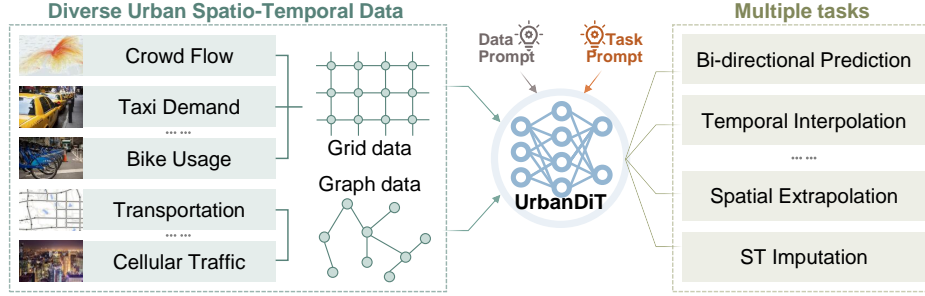 Diverse Urban Spatio-Temporal Data
Crowd Flow
Taxi Demand
... ...
Bike Usage
Transportation
... ...
Cellular Traffic
Grid data
Graph data
Data
Prompt
Task
Prompt
UrbanDiT
Multiple tasks
Bi-directional Prediction
Temporal Interpolation
... ...
Spatial Extrapolation
ST Imputation